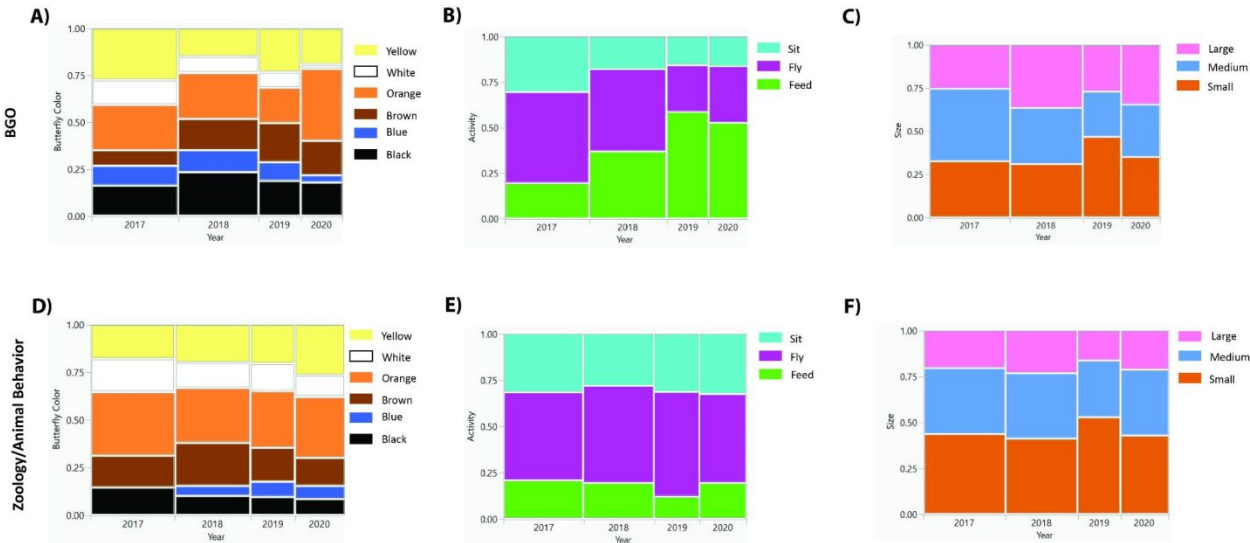 A)
B)
C)
BGO
Butterfly Color
1.00
0.75
0.50
0.25
0.00
2017
2018
2019
2020
Year
Yellow
White
Orange
Brown
Blue
Black
Activity
1.00
0.75
0.50
0.25
0.00
2017
2018
2019
2020
Year
Sit
Fly
Feed
Size
1.00
0.75
0.50
0.25
0.00
2017
2018
2019
2020
Year
Large
Medium
Small
D)
E)
F)
Zoology/Animal Behavior
Butterfly Color
1.00
0.75
0.50
0.25
0.00
2017
2018
2019
2020
Year
Yellow
White
Orange
Brown
Blue
Black
Activity
1.00
0.75
0.50
0.25
0.00
2017
2018
2019
2020
Year
Sit
Fly
Feed
Size
1.00
0.75
0.50
0.25
0.00
2017
2018
2019
2020
Year
Large
Medium
Small